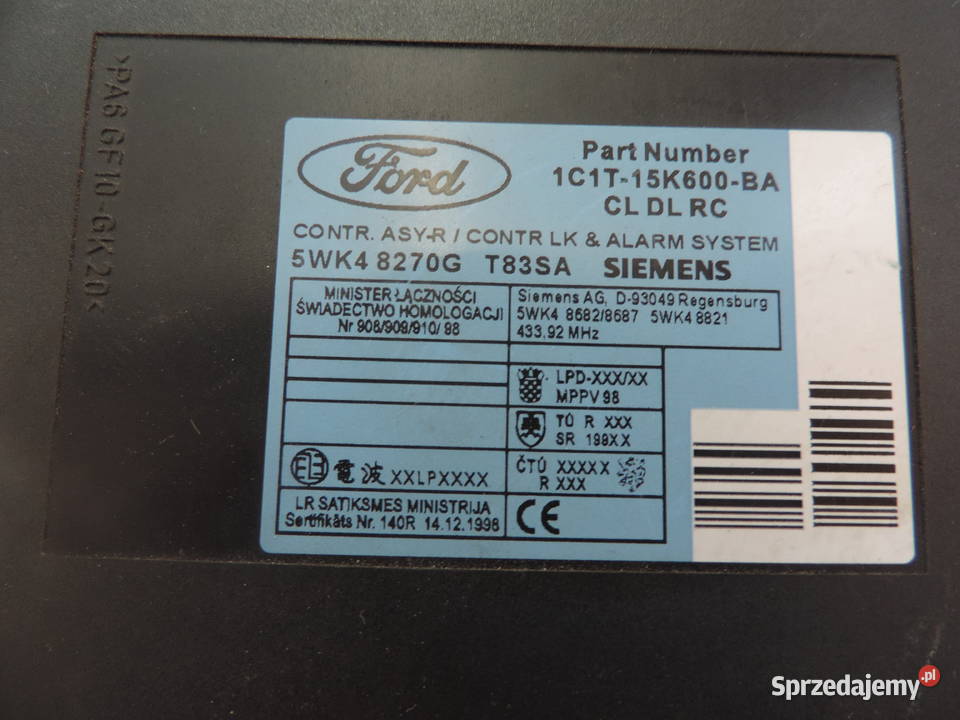 >PA6 GF10-GK20<
Ford
Part Number
1C1T-15K600-BA
CL DL RC
CONTR. ASY-R / CONTR LK & ALARM SYSTEM
5WK4 8270G T83SA SIEMENS
MINISTER ŁĄCZNOŚCI
ŚWIADECTWO HOMOLOGACJI
Nr 908/909/910/98
Siemens AG, D-93049 Regensburg
5WK4 8682/8687 5WK4 8821
433,92 MHz
LPD-XXX/XX
MPPV 98
TÚ R XXX
SR 199XX
電波 XXLPXXXX
ČTÚ XXXXX
R XXX
LR SATIKSMES MINISTRIJA
Sertifikāts Nr. 140R 14.12.1998
CE
Sprzedajemy.pl